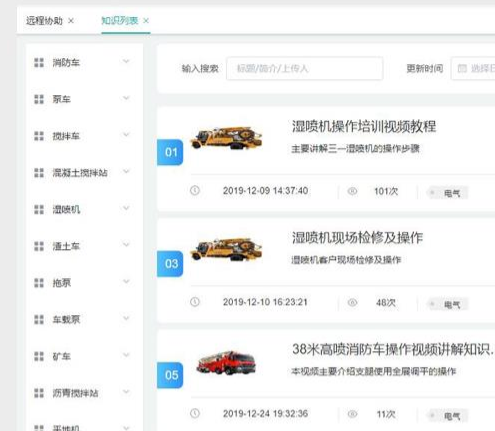 远程协助 ×
知识列表 ×
消防车
泵车
搅拌车
混凝土搅拌站
湿喷机
渣土车
拖泵
车载泵
矿车
沥青搅拌站
平地机
输入搜索
标题/简介/上传人
更新时间
选择日
01
湿喷机操作培训视频教程
主要讲解三一湿喷机的操作步骤
2019-12-09 14:37:40
101次
电气
03
湿喷机现场检修及操作
湿喷机客户现场检修及操作
2019-12-10 16:23:21
46次
电气
05
38米高喷消防车操作视频讲解知识.
本视频主要介绍支腿使用全展调平的操作
2019-12-24 19:32:36
11次
电气